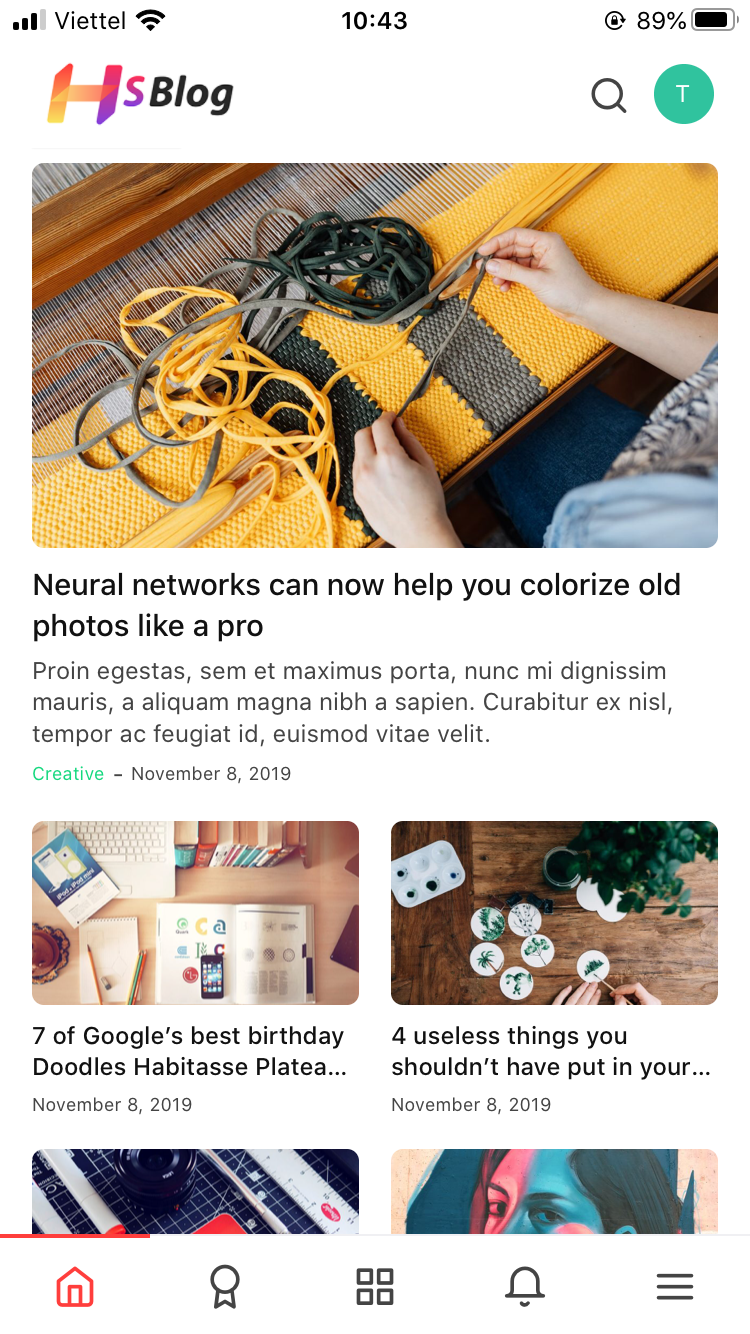 Viettel
10:43
89%
HS Blog
T
Neural networks can now help you colorize old
photos like a pro
Proin egestas, sem et maximus porta, nunc mi dignissim
mauris, a aliquam magna nibh a sapien. Curabitur ex nisl,
tempor ac feugiat id, euismod vitae velit.
Creative – November 8, 2019
7 of Google’s best birthday
Doodles Habitasse Platea...
November 8, 2019
4 useless things you
shouldn’t have put in your...
November 8, 2019